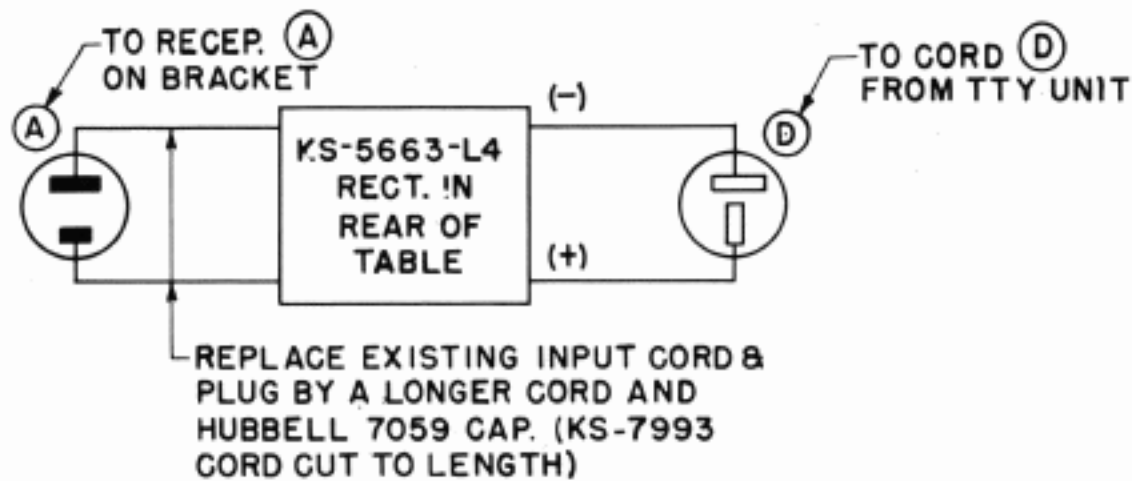 TO RECEP. A
ON BRACKET
A
KS-5663-L4
RECT. IN
REAR OF
TABLE
(-)
(+)
TO CORD D
FROM TTY UNIT
D
REPLACE EXISTING INPUT CORD &
PLUG BY A LONGER CORD AND
HUBBELL 7059 CAP. (KS-7993
CORD CUT TO LENGTH)